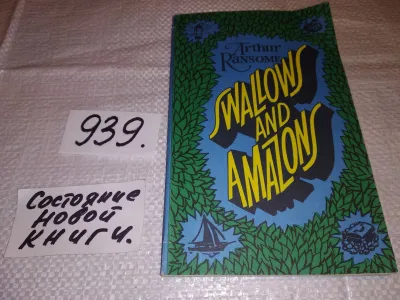 Arthur
Ransome
SWALLOWS
AND
AMAZONS
939.
Состояние
новой
книги.